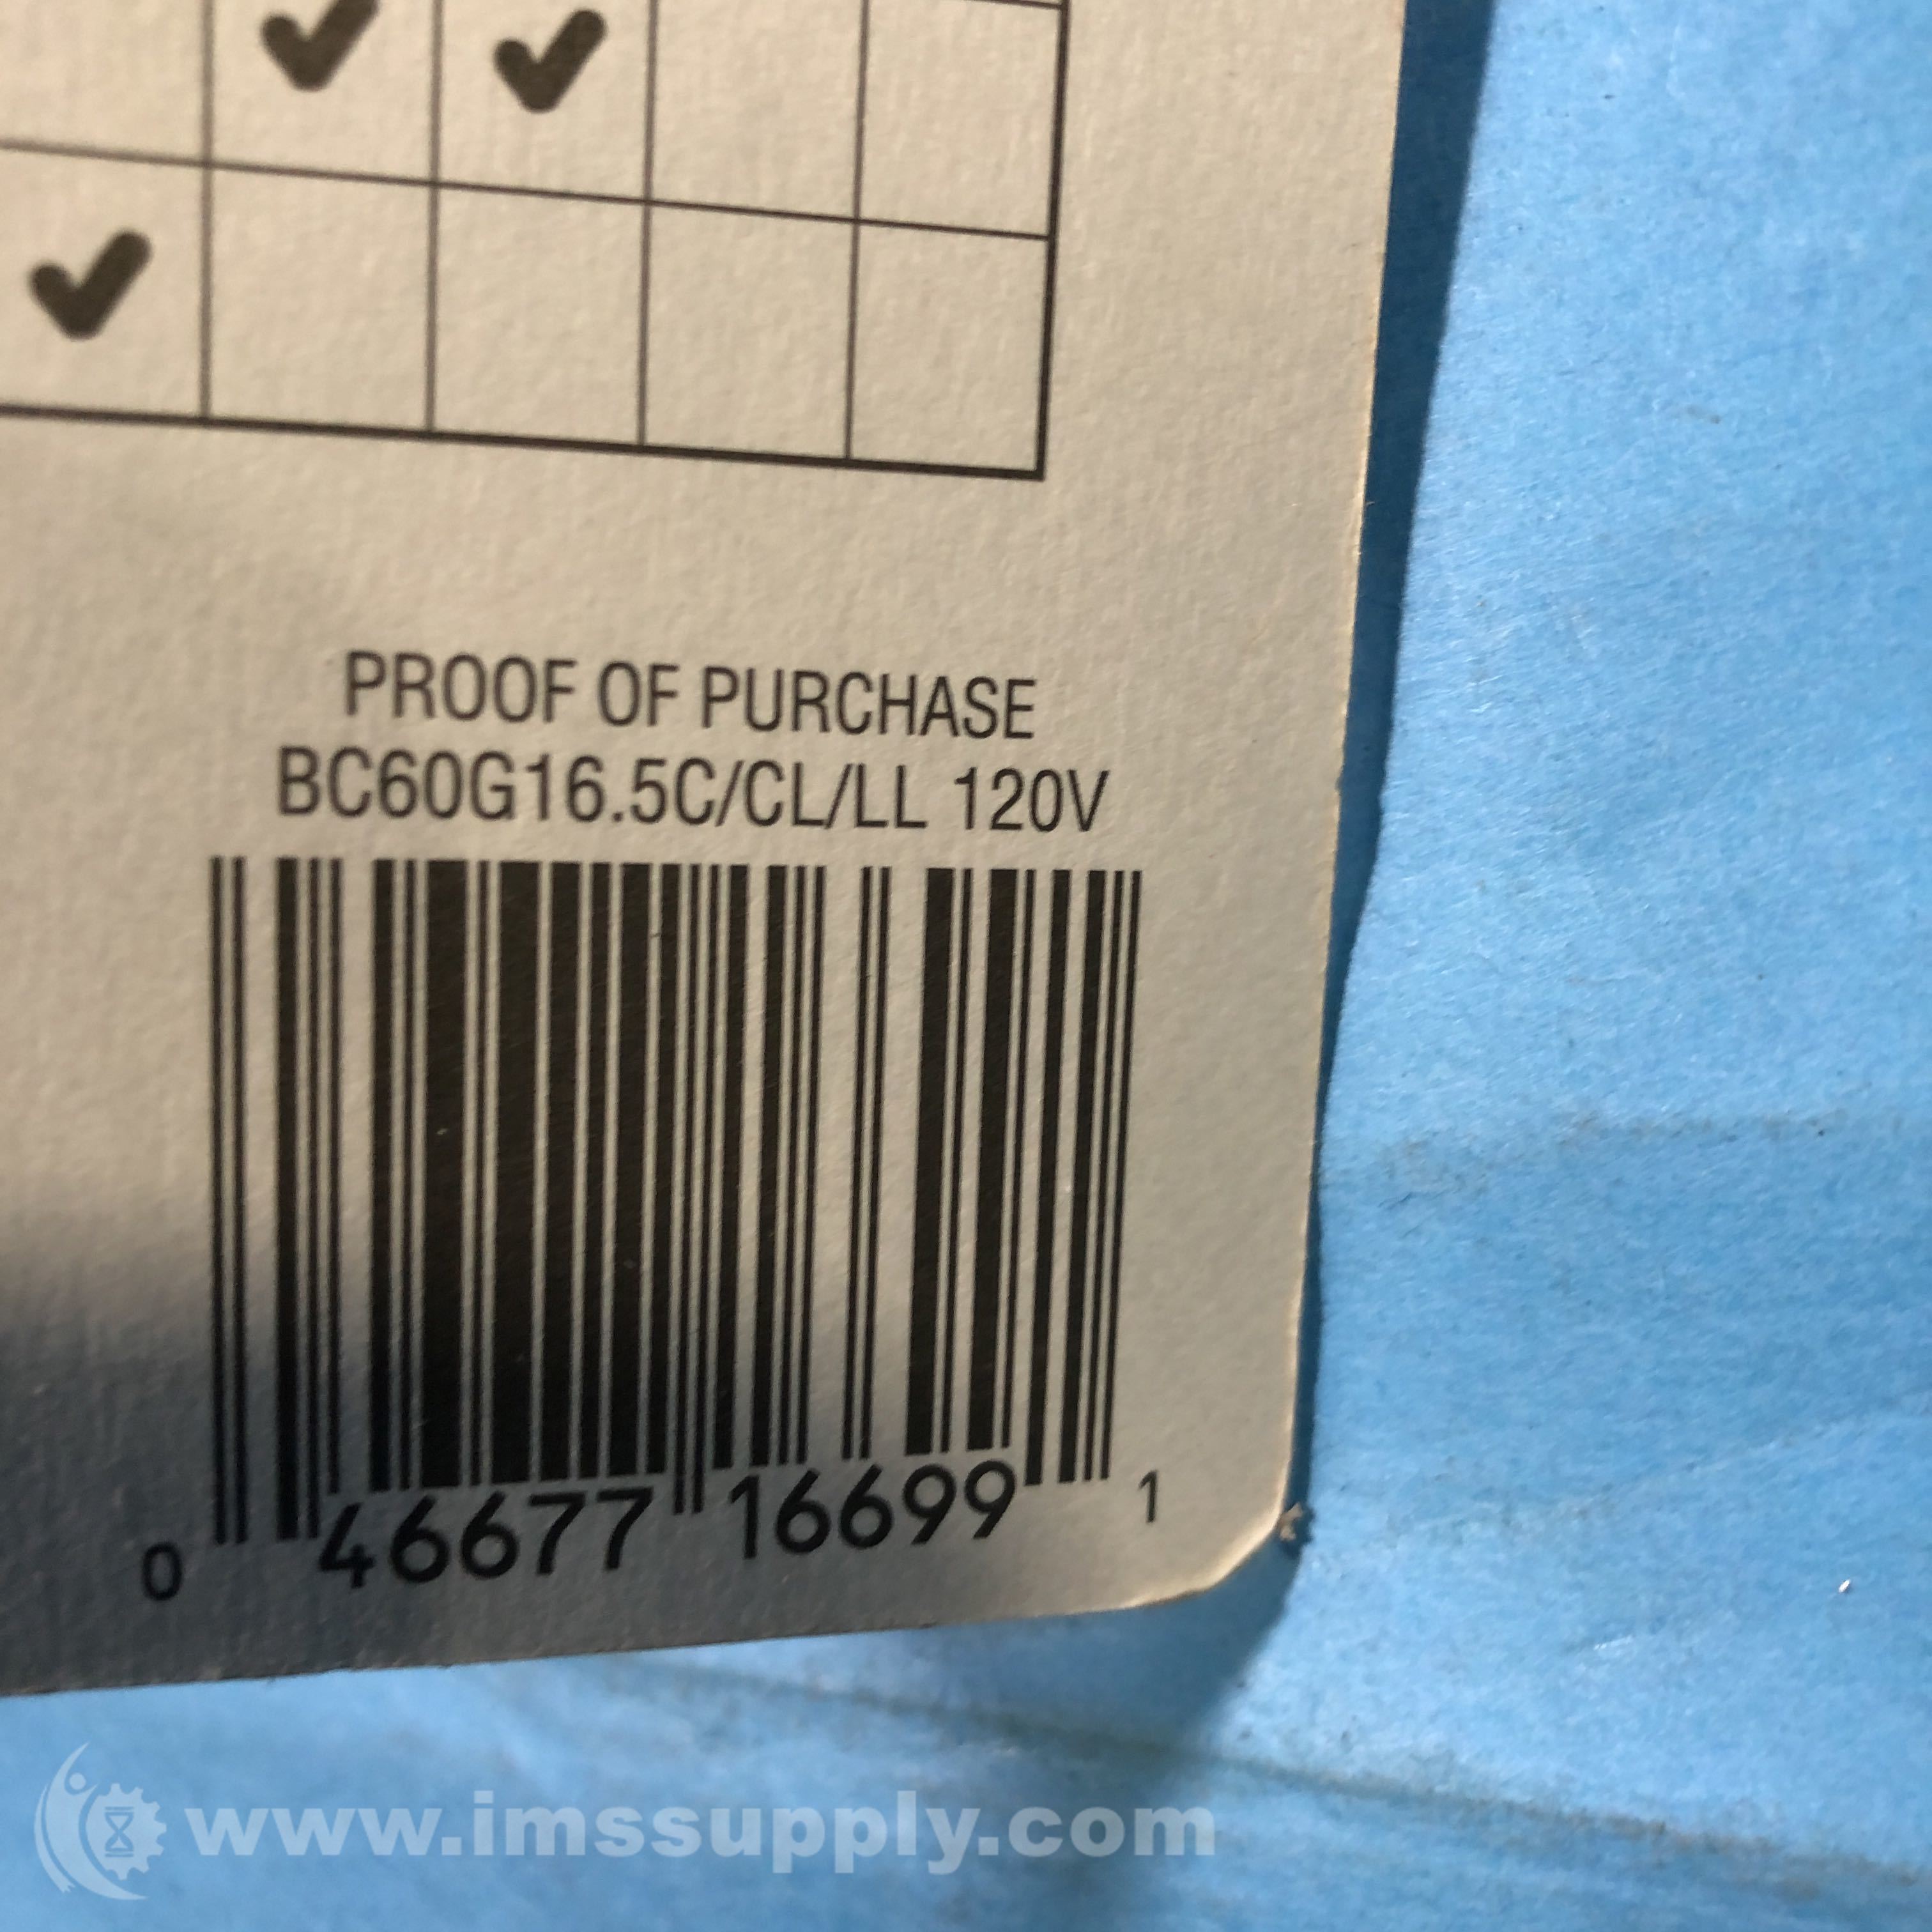 PROOF OF PURCHASE
BC60G16.5C/CL/LL 120V
0 46677 16699 1
www.imssupply.com